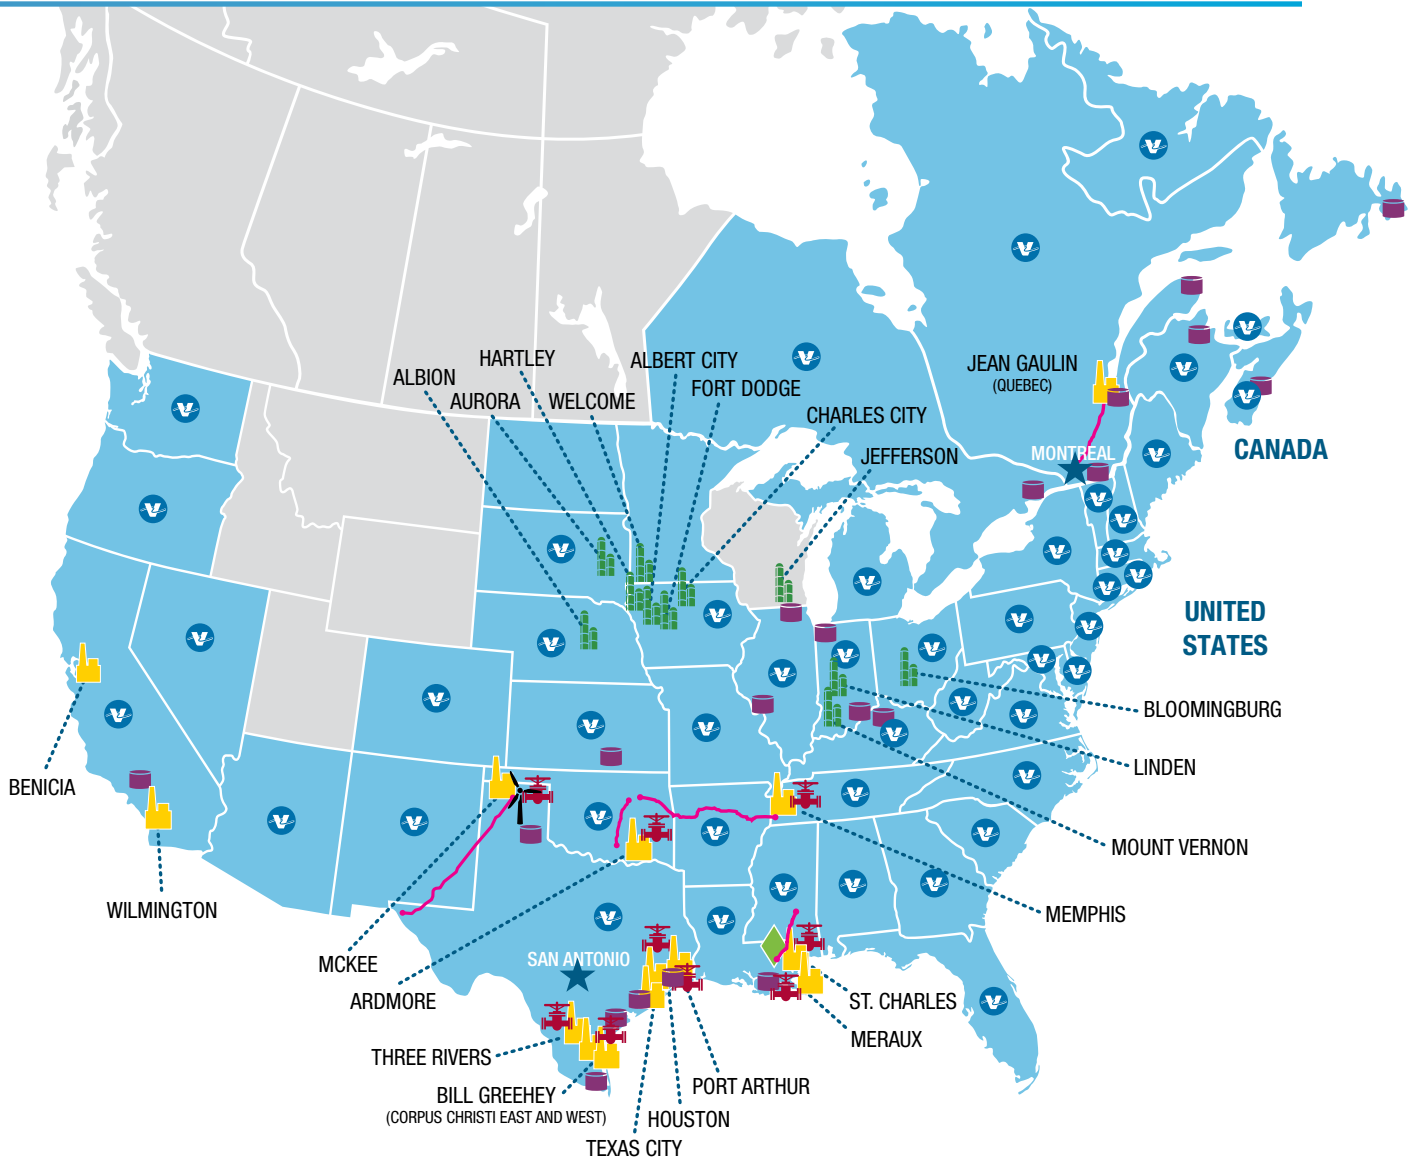 HARTLEY
ALBERT CITY
ALBION
FORT DODGE
AURORA
WELCOME
CHARLES CITY
JEFFERSON
JEAN GAULIN
(QUEBEC)
MONTREAL
CANADA
UNITED
STATES
BLOOMINGBURG
LINDEN
MOUNT VERNON
MEMPHIS
BENICIA
WILMINGTON
MCKEE
ARDMORE
SAN ANTONIO
ST. CHARLES
MERAUX
THREE RIVERS
BILL GREEHEY
(CORPUS CHRISTI EAST AND WEST)
PORT ARTHUR
HOUSTON
TEXAS CITY